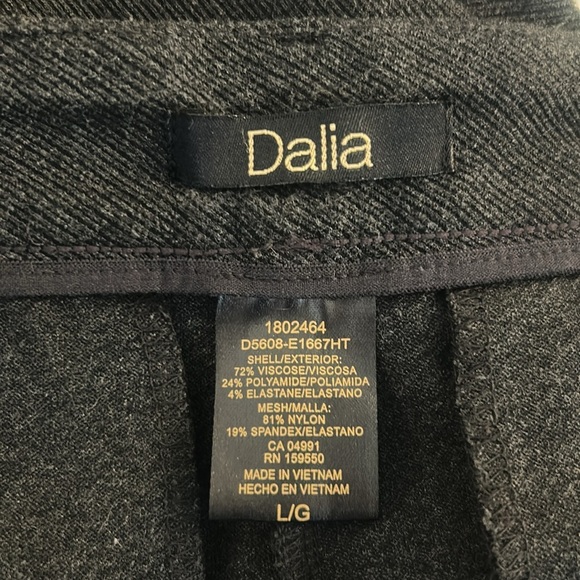 Dalia
1802464
D5608-E1667HT
SHELL/EXTERIOR:
72% VISCOSE/VISCOSA
24% POLYAMIDE/POLIAMIDA
4% ELASTANE/ELASTANO
MESH/MALLA:
81% NYLON
19% SPANDEX/ELASTANO
CA 04991
RN 159550
MADE IN VIETNAM
HECHO EN VIETNAM
L/G